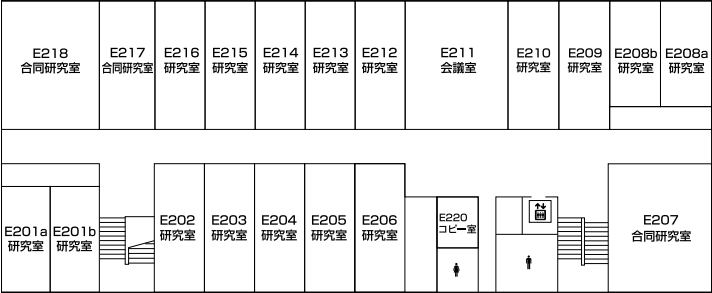 E218
合同研究室
E217
合同研究室
E216
研究室
E215
研究室
E214
研究室
E213
研究室
E212
研究室
E211
会議室
E210
研究室
E209
研究室
E208b
研究室
E208a
研究室
E201a
研究室
E201b
研究室
E202
研究室
E203
研究室
E204
研究室
E205
研究室
E206
研究室
E220
コピー室
E207
合同研究室